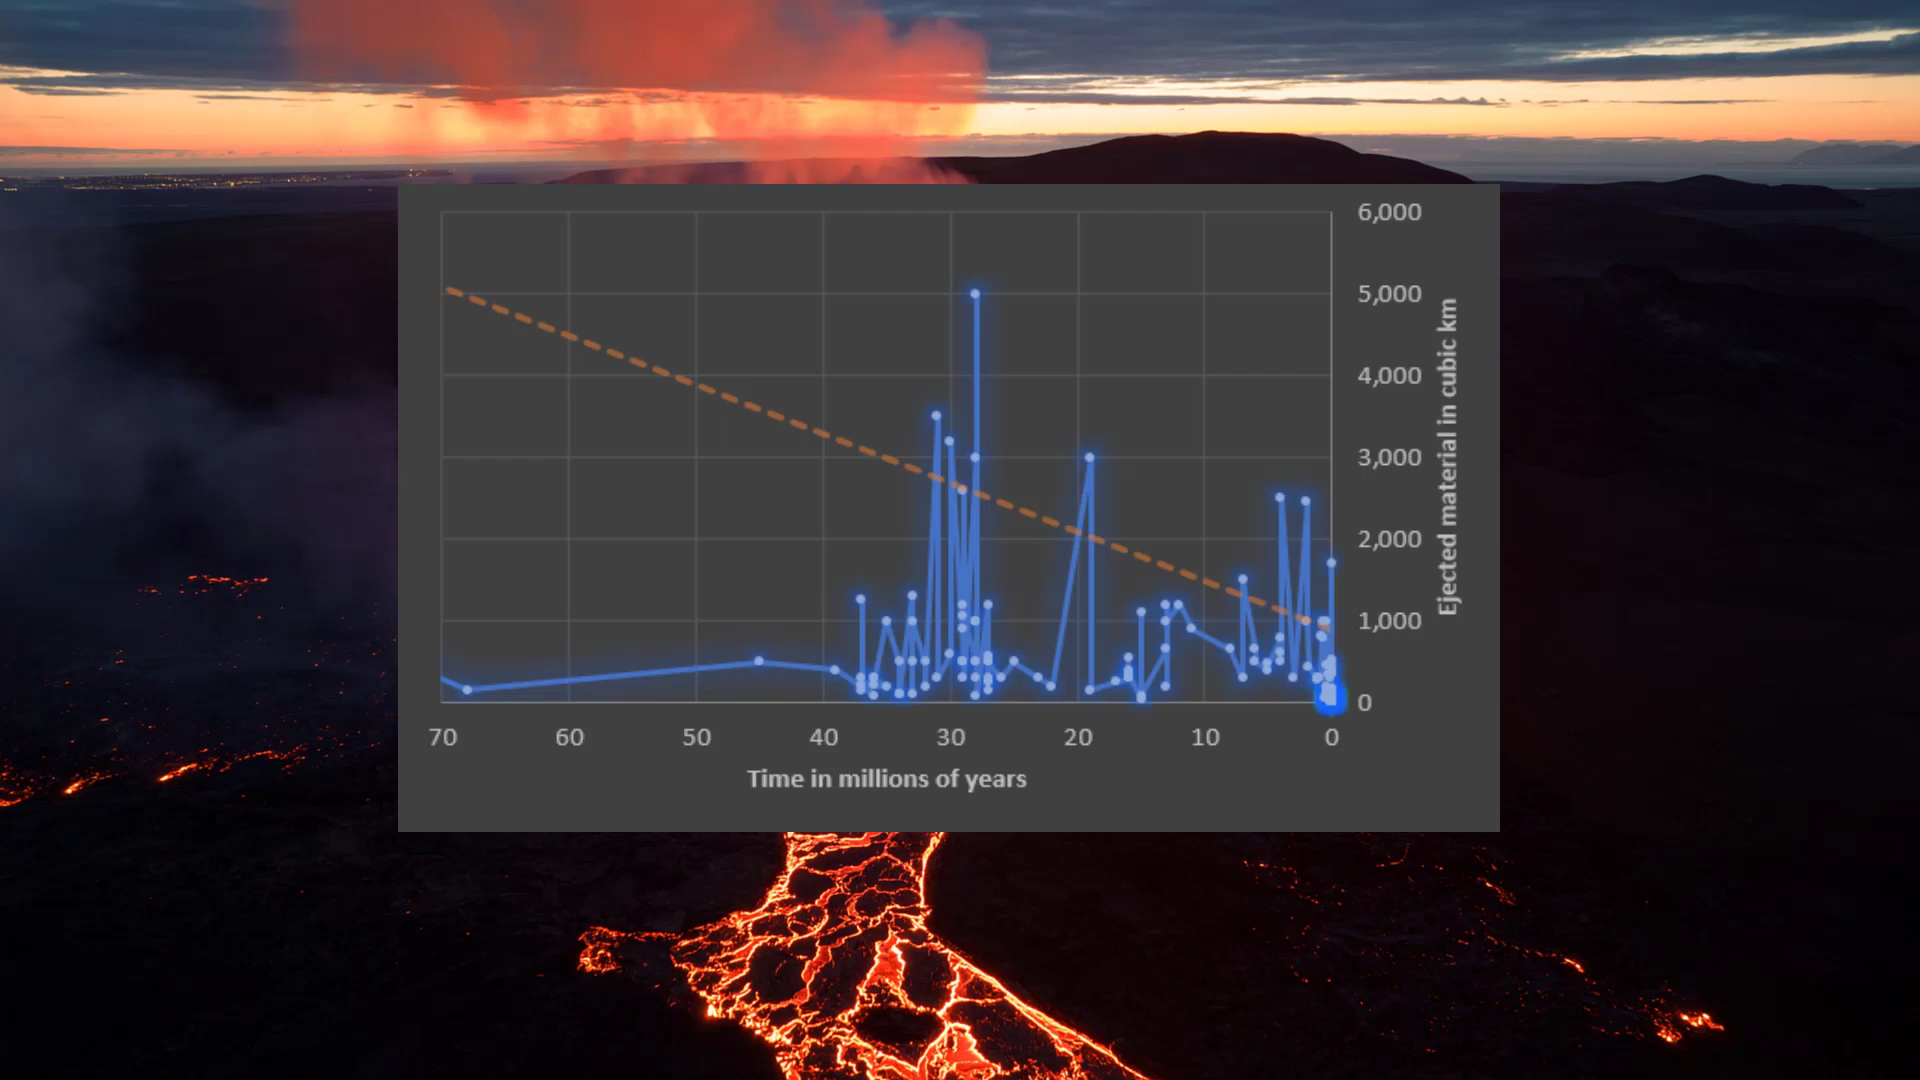 6,000
5,000
4,000
3,000
2,000
1,000
0
Ejected material in cubic km
70 60 50 40 30 20 10 0
Time in millions of years